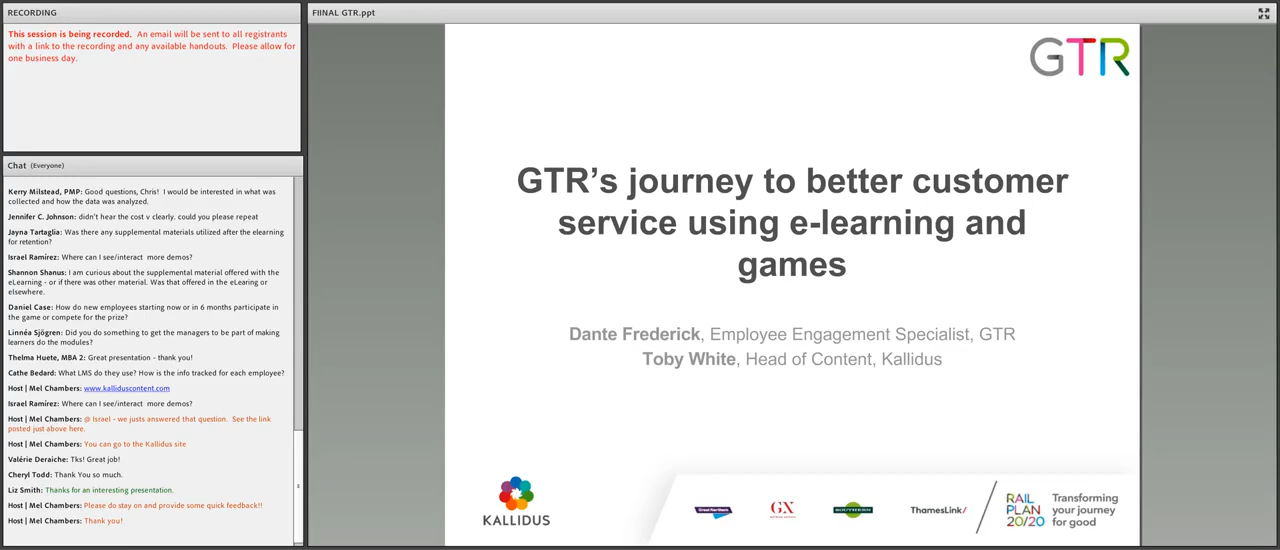 RECORDING
This session is being recorded. An email will be sent to all registrants
with a link to the recording and any available handouts. Please allow for
one business day.
Chat (Everyone)
Kerry Milstead, PMP: Good questions, Chris! I would be interested in what was
collected and how the data was analyzed.
Jennifer C. Johnson: didn't hear the cost v clearly. could you please repeat
Jayna Tartaglia: Was there any supplemental materials utilized after the elearning
for retention?
Israel Ramírez: Where can I see/interact more demos?
Shannon Shanus: I am curious about the supplemental material offered with the
eLearning - or if there was other material. Was that offered in the eLearing or
elsewhere.
Daniel Case: How do new employees starting now or in 6 months participate in
the game or compete for the prize?
Linnéa Sjögren: Did you do something to get the managers to be part of making
learners do the modules?
Thelma Huete, MBA 2: Great presentation - thank you!
Cathe Bedard: What LMS do they use? How is the info tracked for each employee?
Host | Mel Chambers: www.kalliduscontent.com
Israel Ramírez: Where can I see/interact more demos?
Host | Mel Chambers: @ Israel - we justs answered that question. See the link
posted just above here.
Host | Mel Chambers: You can go to the Kallidus site
Valérie Deraiche: Tks! Great job!
Cheryl Todd: Thank You so much.
Liz Smith: Thanks for an interesting presentation.
Host | Mel Chambers: Please do stay on and provide some quick feedback!!
Host | Mel Chambers: Thank you!
FIINAL GTR.ppt
GTR
GTR's journey to better customer
service using e-learning and
games
Dante Frederick, Employee Engagement Specialist, GTR
Toby White, Head of Content, Kallidus
KALLIDUS
Great Northern
GX
SOUTHERN
ThamesLink/
RAIL
PLAN
20/20
Transforming
your journey
for good